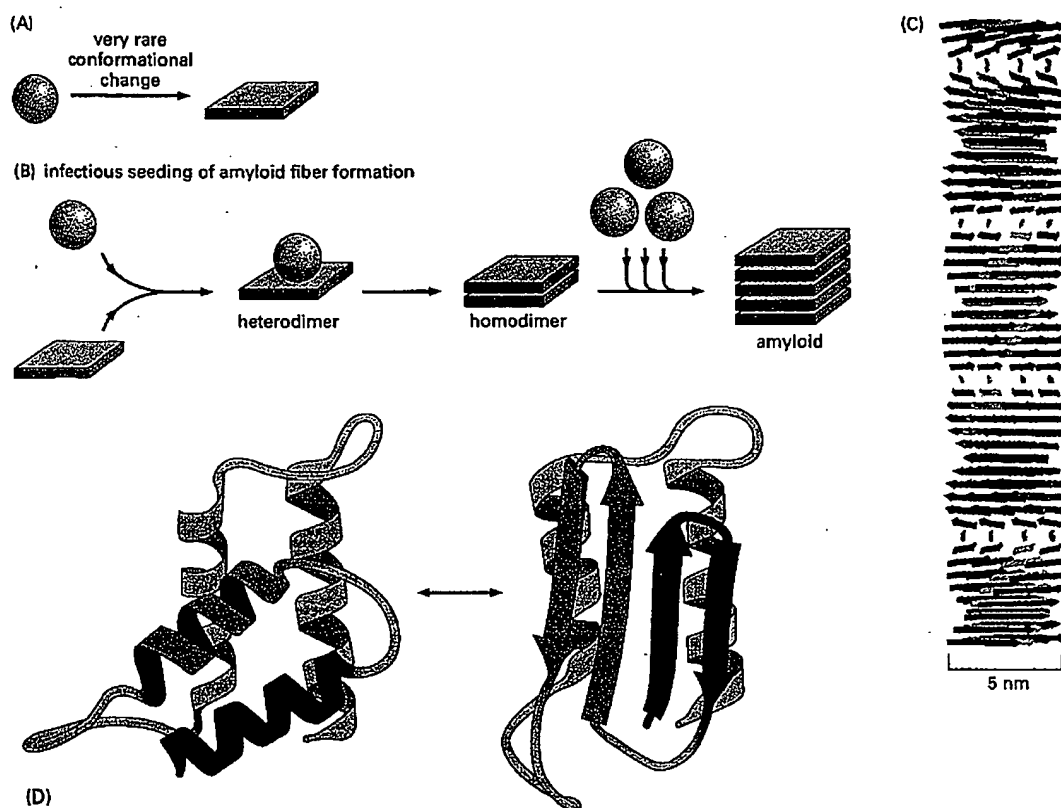 (A)
very rare
conformational
change
(B) infectious seeding of amyloid fiber formation
heterodimer
homodimer
amyloid
(C)
5 nm
(D)